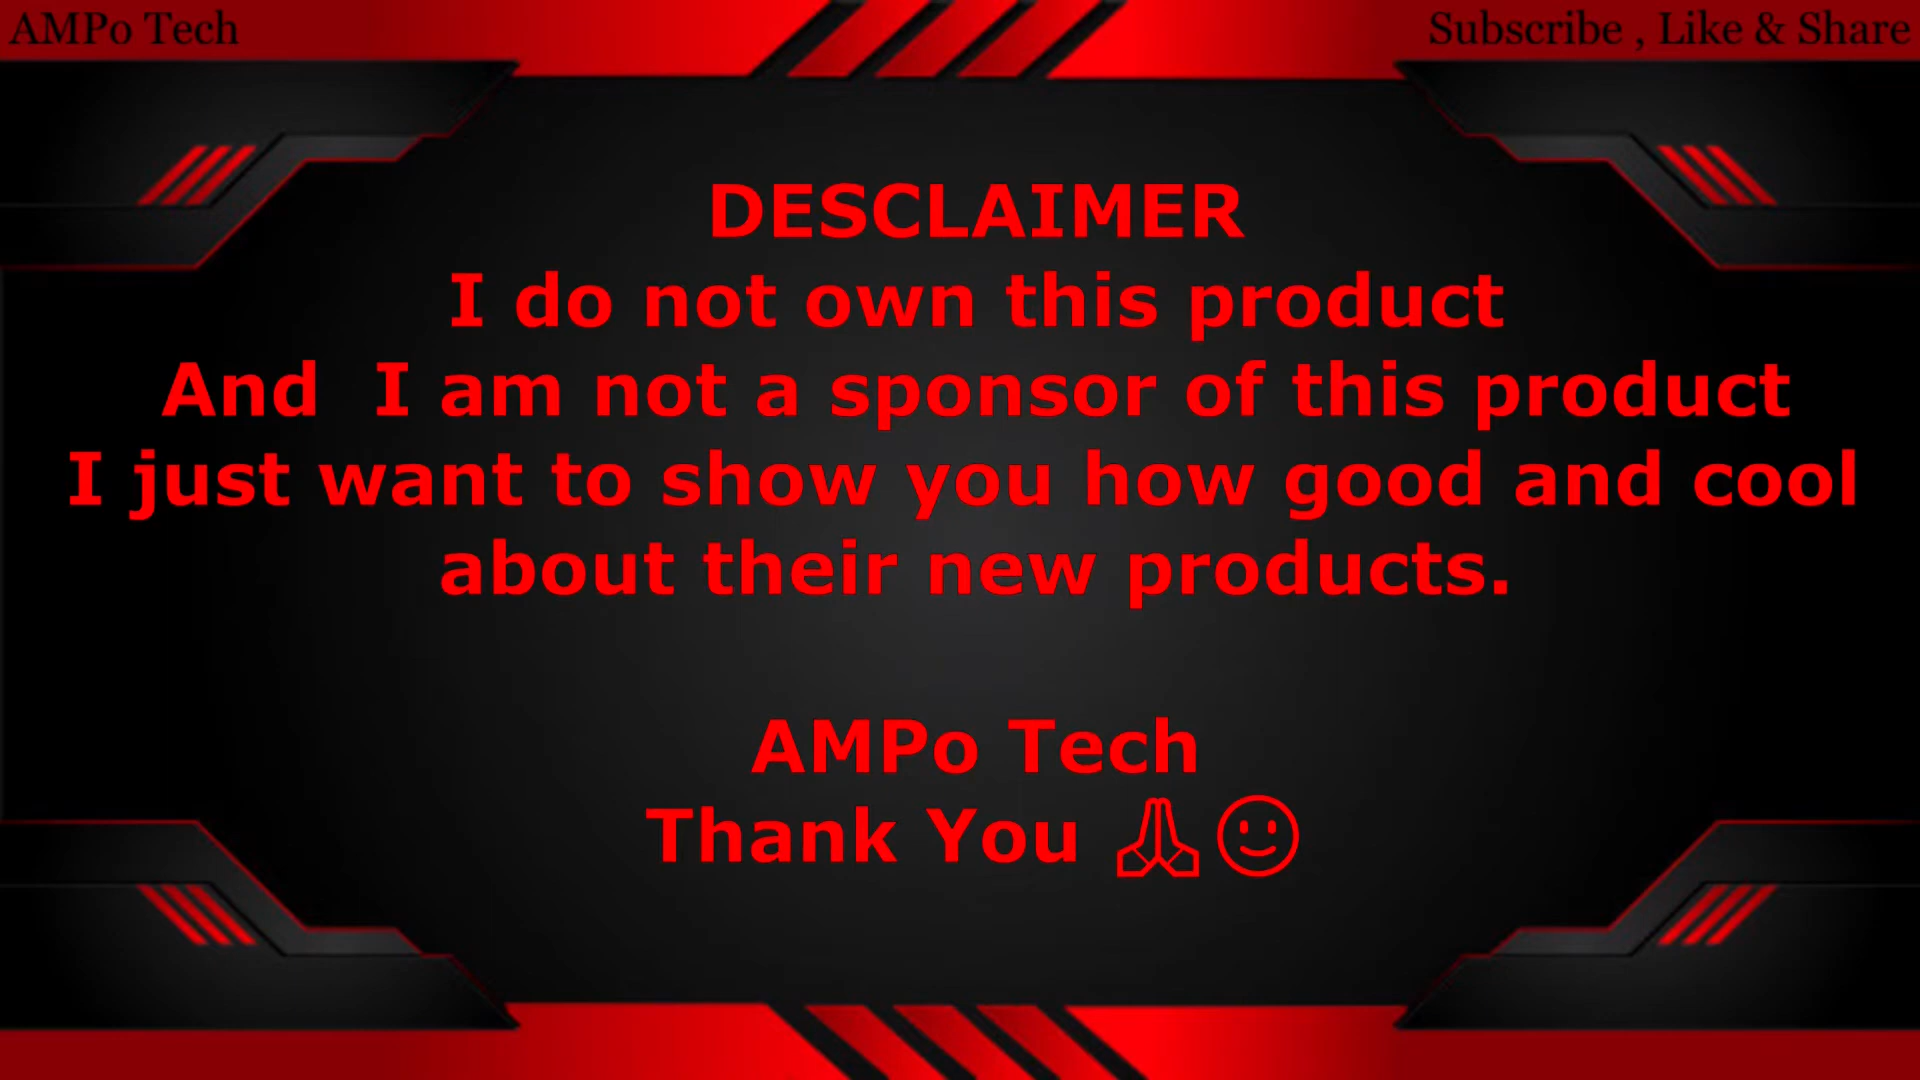 AMPo Tech
Subscribe , Like & Share
DESCLAIMER
I do not own this product
And  I am not a sponsor of this product
I just want to show you how good and cool
about their new products.
AMPo Tech
Thank You 🙏🙂